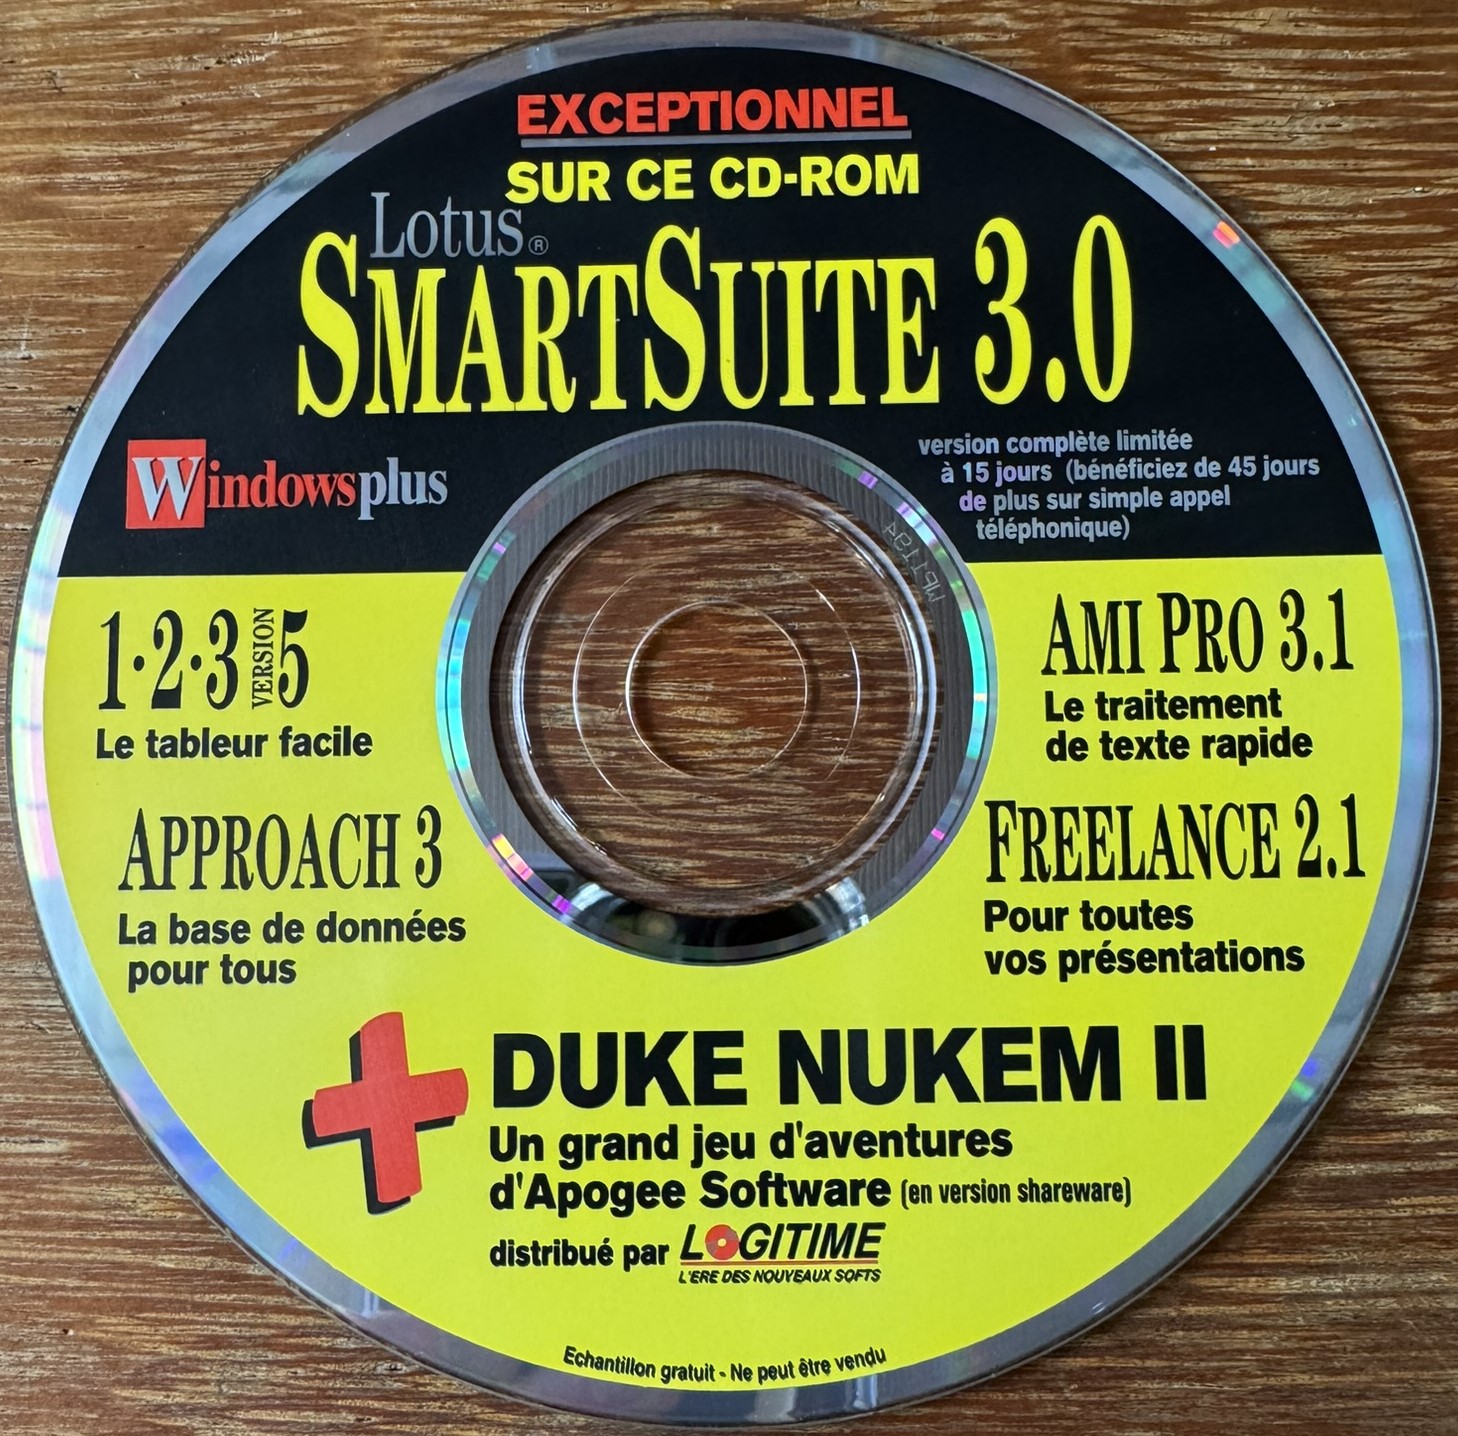 EXCEPTIONNEL
SUR CE CD-ROM
Lotus®
SMARTSUITE 3.0
Windowsplus
version complète limitée
à 15 jours (bénéficiez de 45 jours
de plus sur simple appel
téléphonique)
1·2·3 VERSION 5
Le tableur facile
AMI PRO 3.1
Le traitement
de texte rapide
APPROACH 3
La base de données
pour tous
FREELANCE 2.1
Pour toutes
vos présentations
+ DUKE NUKEM II
Un grand jeu d'aventures
d'Apogee Software (en version shareware)
distribué par LOGITIME
L'ERE DES NOUVEAUX SOFTS
Echantillon gratuit - Ne peut être vendu